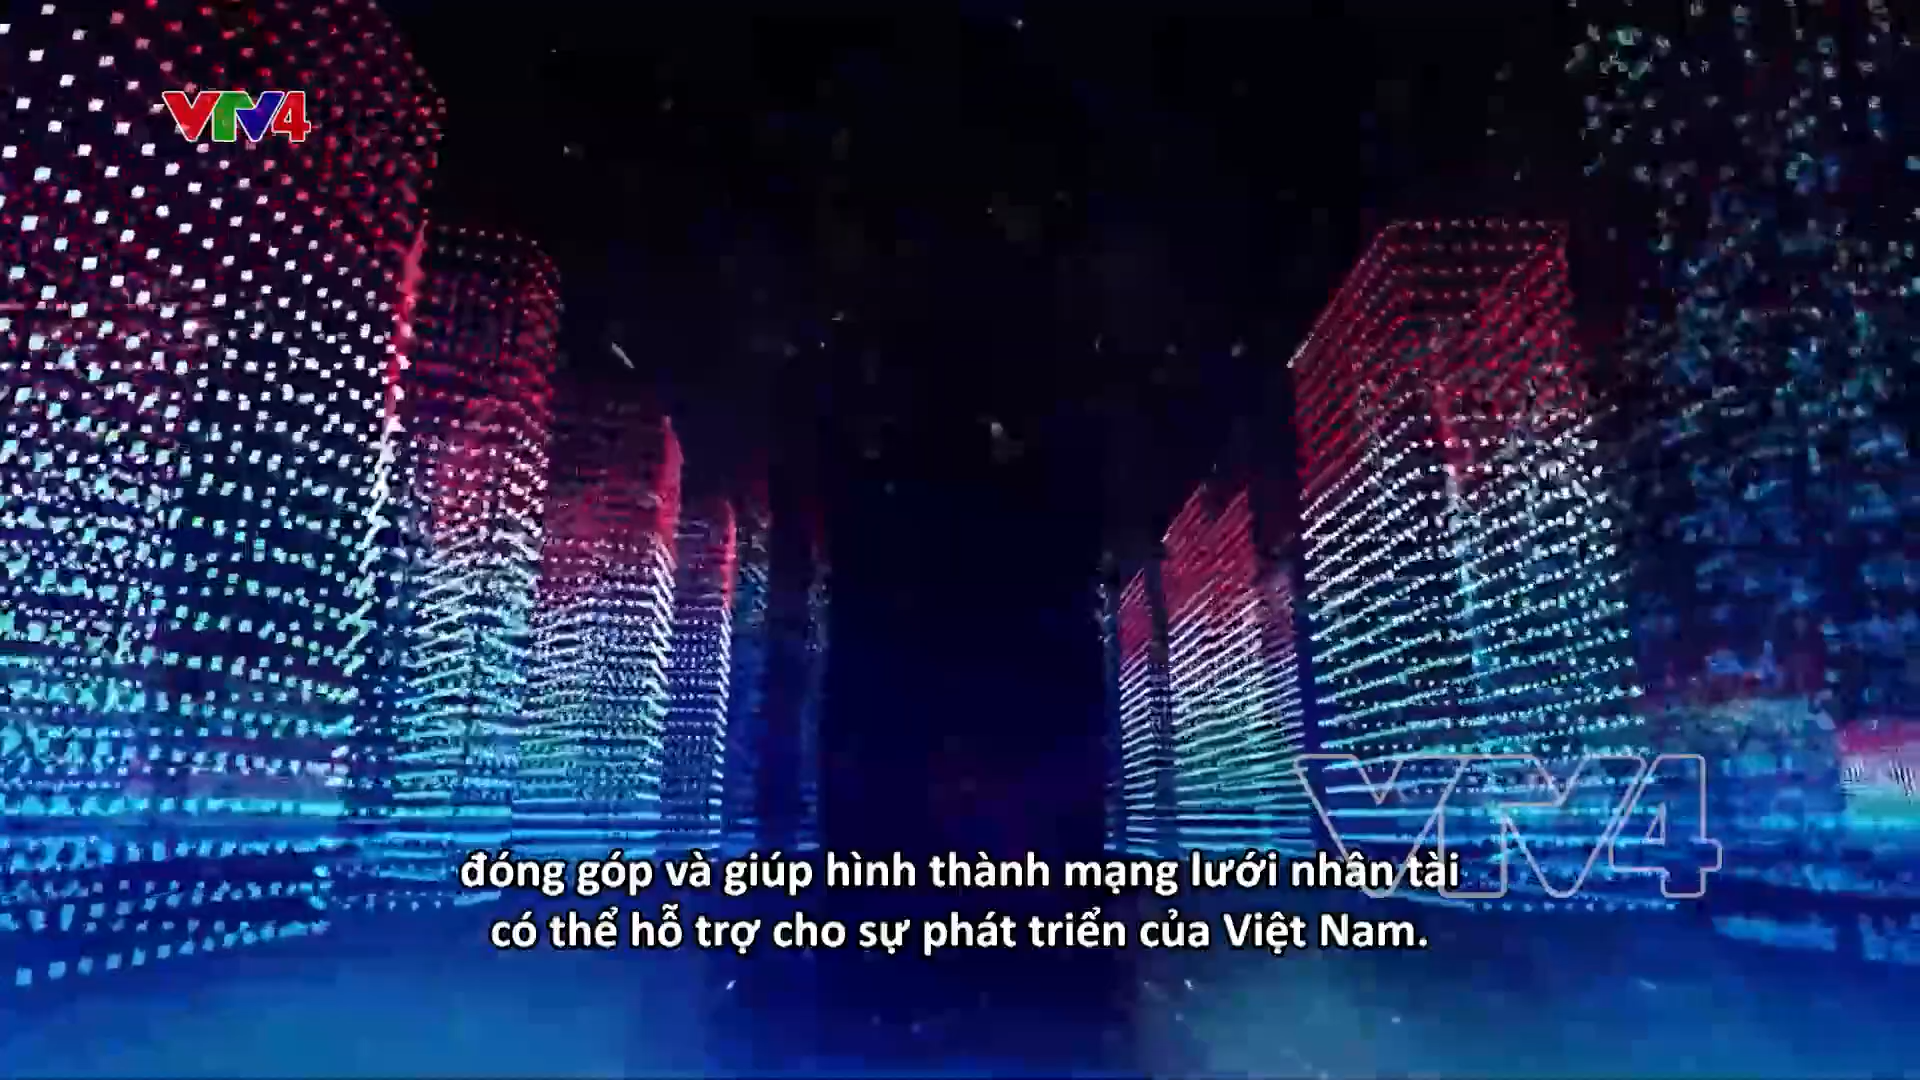 VTV4
VTV4
đóng góp và giúp hình thành mạng lưới nhân tài
có thể hỗ trợ cho sự phát triển của Việt Nam.